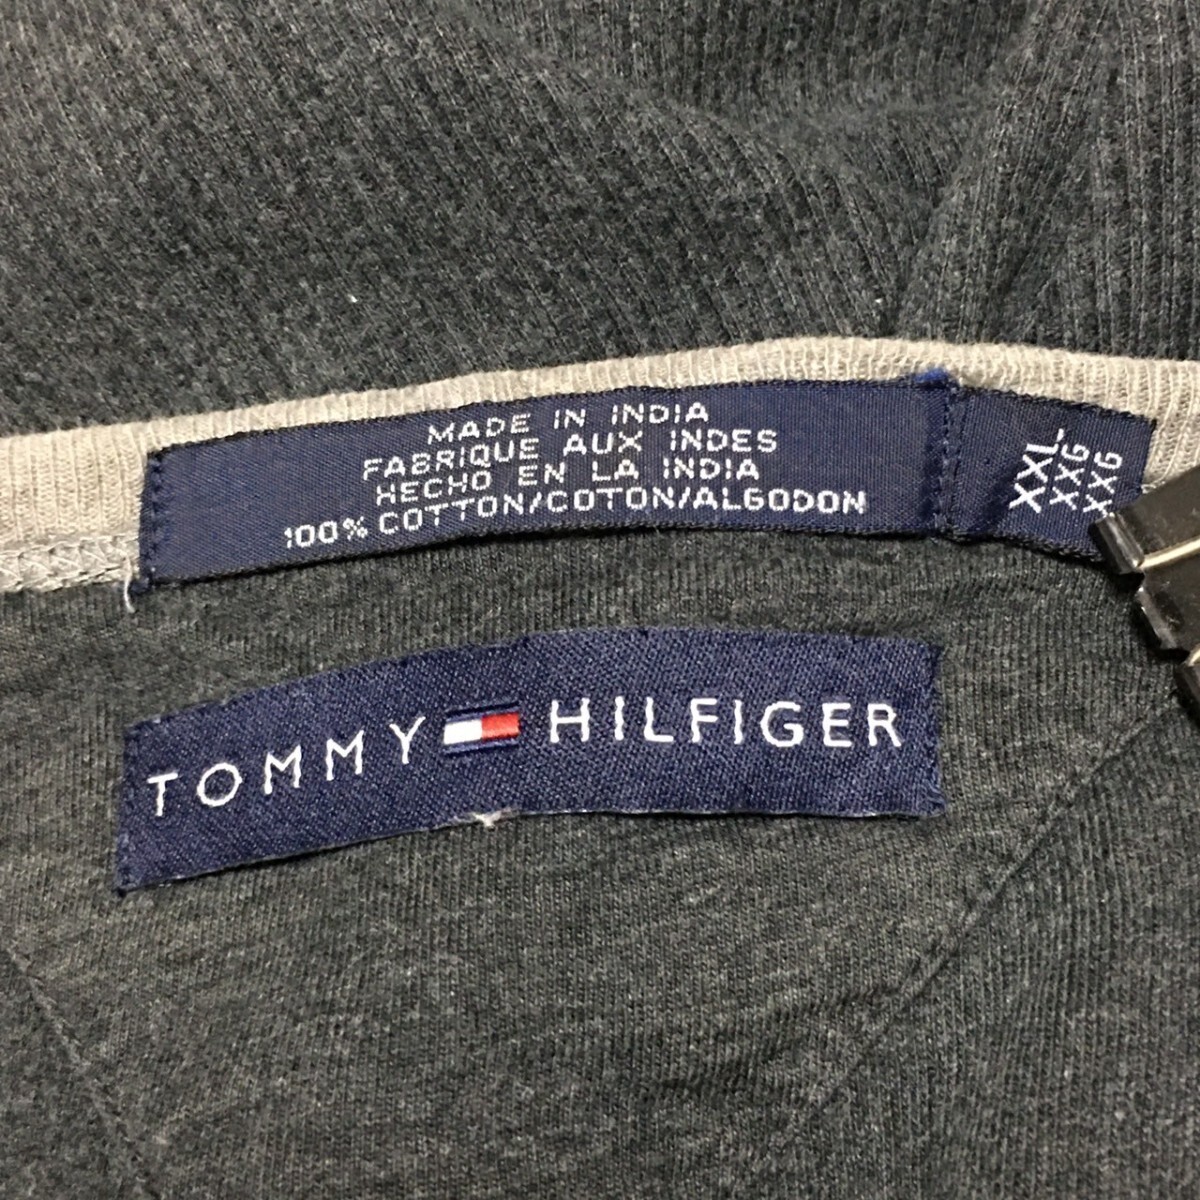 MADE IN INDIA
FABRIQUE AUX INDES
HECHO EN LA INDIA
100% COTTON/COTON/ALGODON
XXL
XXG
XXG
TOMMY HILFIGER